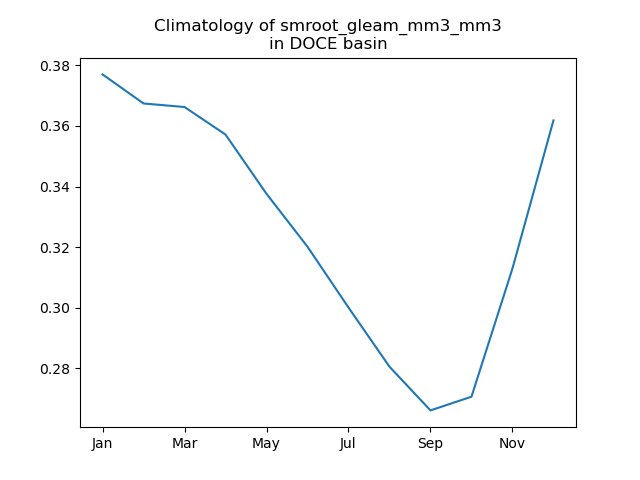 Climatology of smroot_gleam_mm3_mm3
in DOCE basin
0.38
0.36
0.34
0.32
0.30
0.28
Jan Mar May Jul Sep Nov